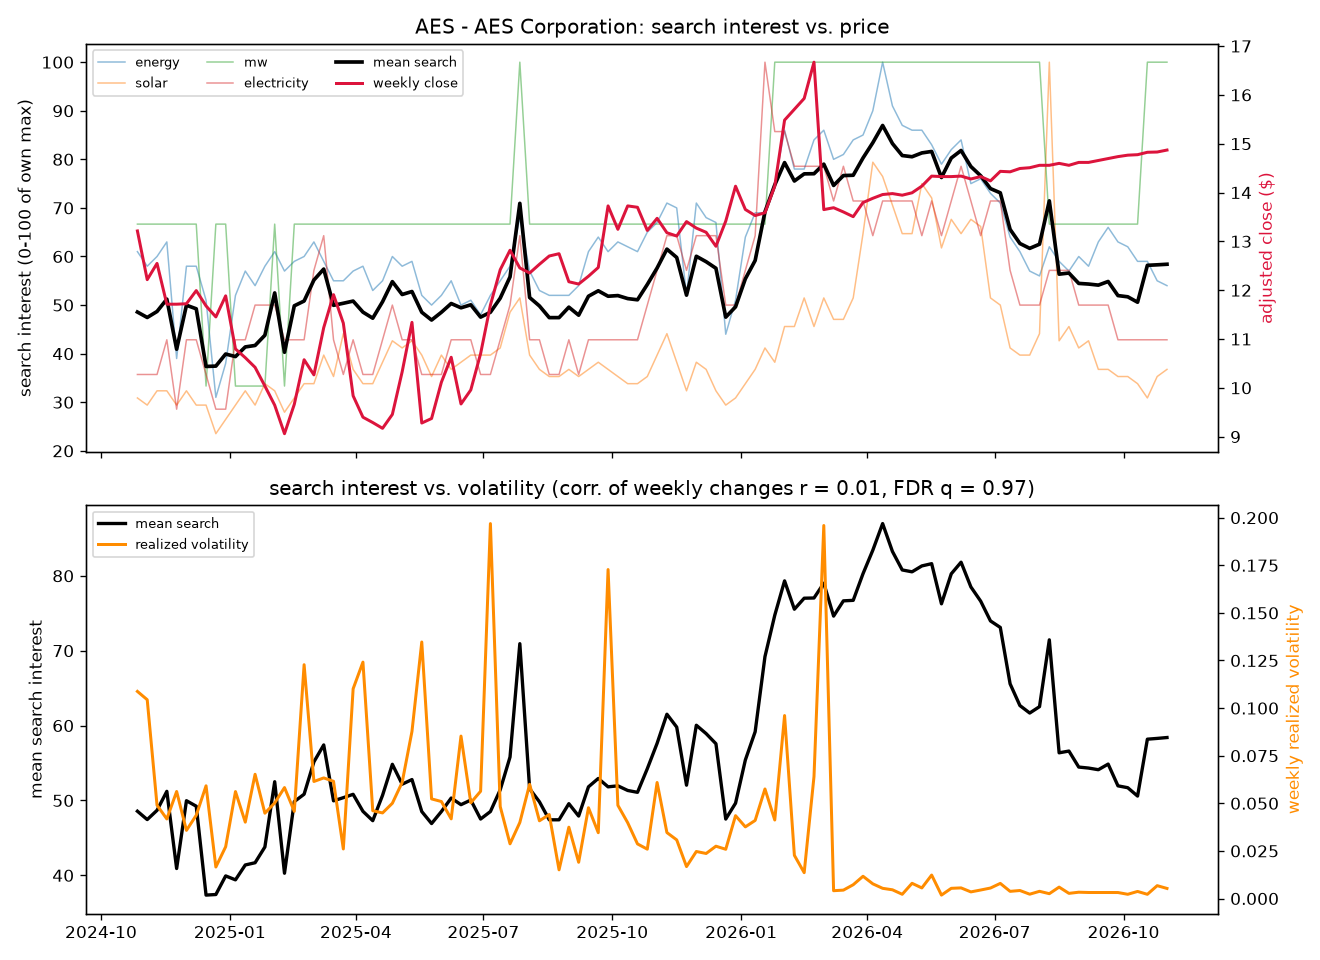 AES - AES Corporation: search interest vs. price
energy
solar
mw
electricity
mean search
weekly close
search interest (0-100 of own max)
100
90
80
70
60
50
40
30
20
17
16
15
14
13
12
11
10
9
adjusted close ($)
search interest vs. volatility (corr. of weekly changes r = 0.01, FDR q = 0.97)
mean search
realized volatility
mean search interest
80
70
60
50
40
0.200
0.175
0.150
0.125
0.100
0.075
0.050
0.025
0.000
weekly realized volatility
2024-10
2025-01
2025-04
2025-07
2025-10
2026-01
2026-04
2026-07
2026-10